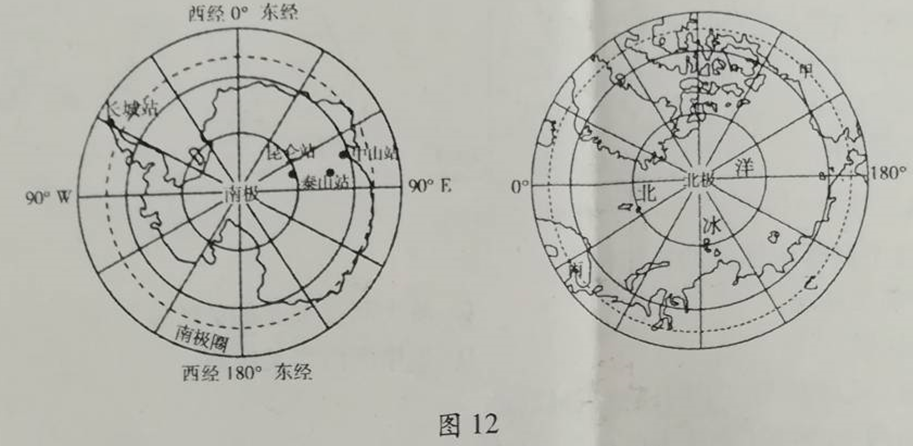 西经 0° 东经
长城站
昆仑站
中山站
泰山站
南极
90° W
90° E
南极圈
西经 180° 东经
甲
0°
北极
洋
180°
北
冰
丙
乙
图 12